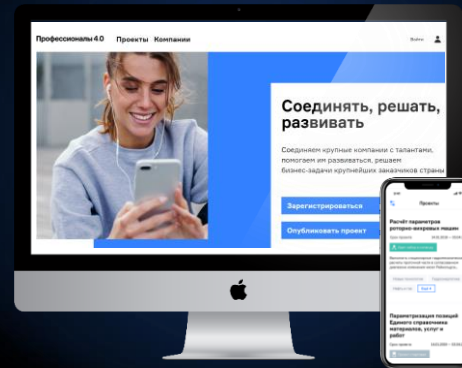 Профессионалы 4.0 Проекты Компании
Войти
Соединять, решать,
развивать
Соединяем крупные компании с талантами,
помогаем им развиваться, решаем
бизнес-задачи крупнейших заказчиков страны
Зарегистрироваться
Опубликовать проект
Проекты
Расчёт параметров
роторно-вихревых машин
Параметризация позиций
Единого справочника
материалов, услуг и
работ